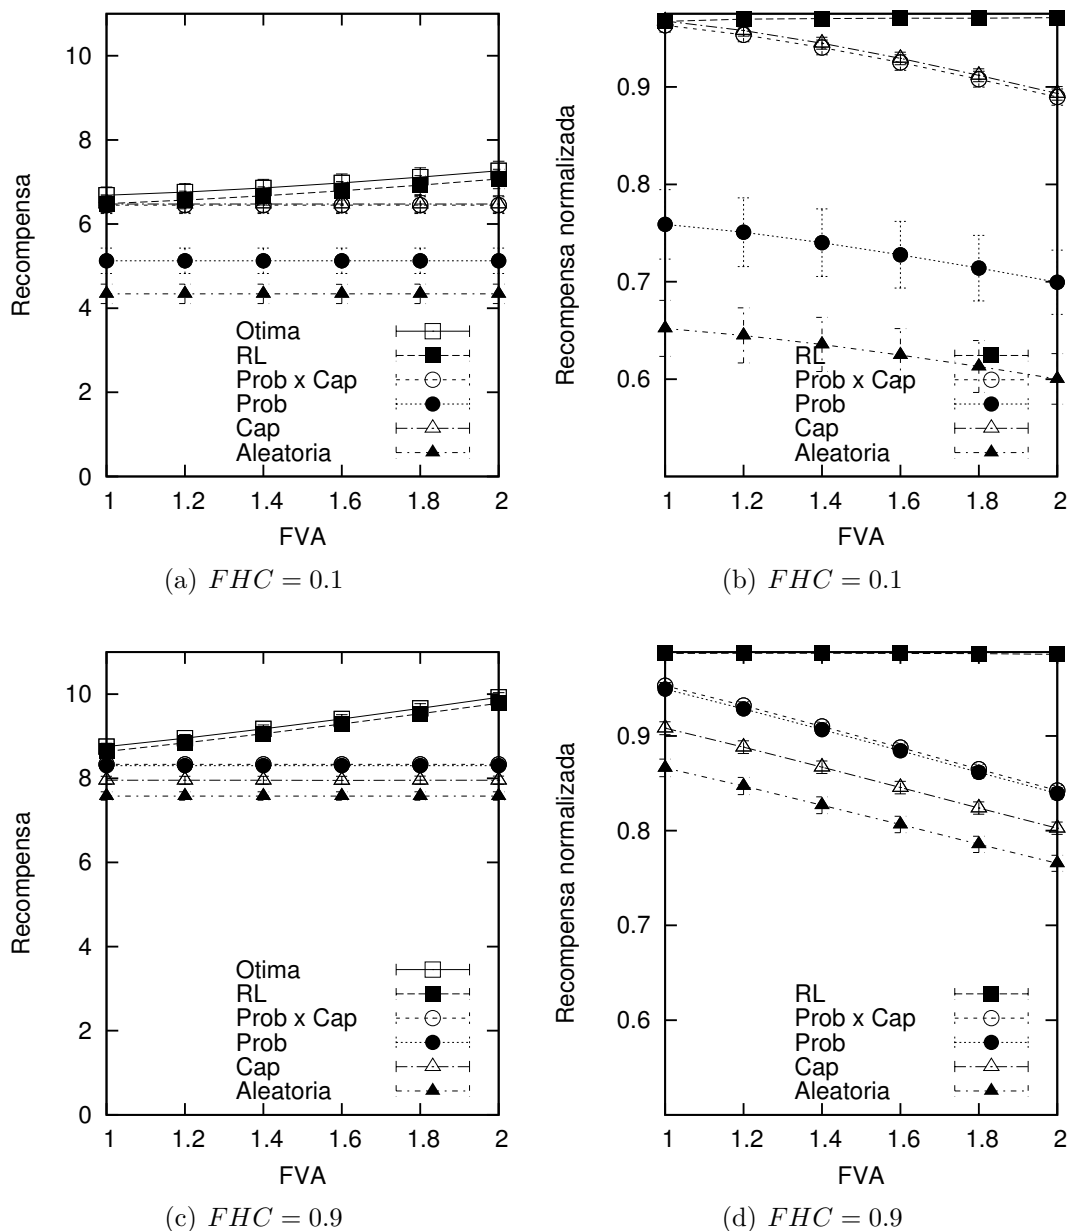 10
8
6
4
2
0
Recompensa
Otima
RL
Prob x Cap
Prob
Cap
Aleatoria
1 1.2 1.4 1.6 1.8 2
FVA
(a) FHC = 0.1
0.9
0.8
0.7
0.6
Recompensa normalizada
RL
Prob x Cap
Prob
Cap
Aleatoria
1 1.2 1.4 1.6 1.8 2
FVA
(b) FHC = 0.1
10
8
6
4
2
0
Recompensa
Otima
RL
Prob x Cap
Prob
Cap
Aleatoria
1 1.2 1.4 1.6 1.8 2
FVA
(c) FHC = 0.9
0.9
0.8
0.7
0.6
Recompensa normalizada
RL
Prob x Cap
Prob
Cap
Aleatoria
1 1.2 1.4 1.6 1.8 2
FVA
(d) FHC = 0.9